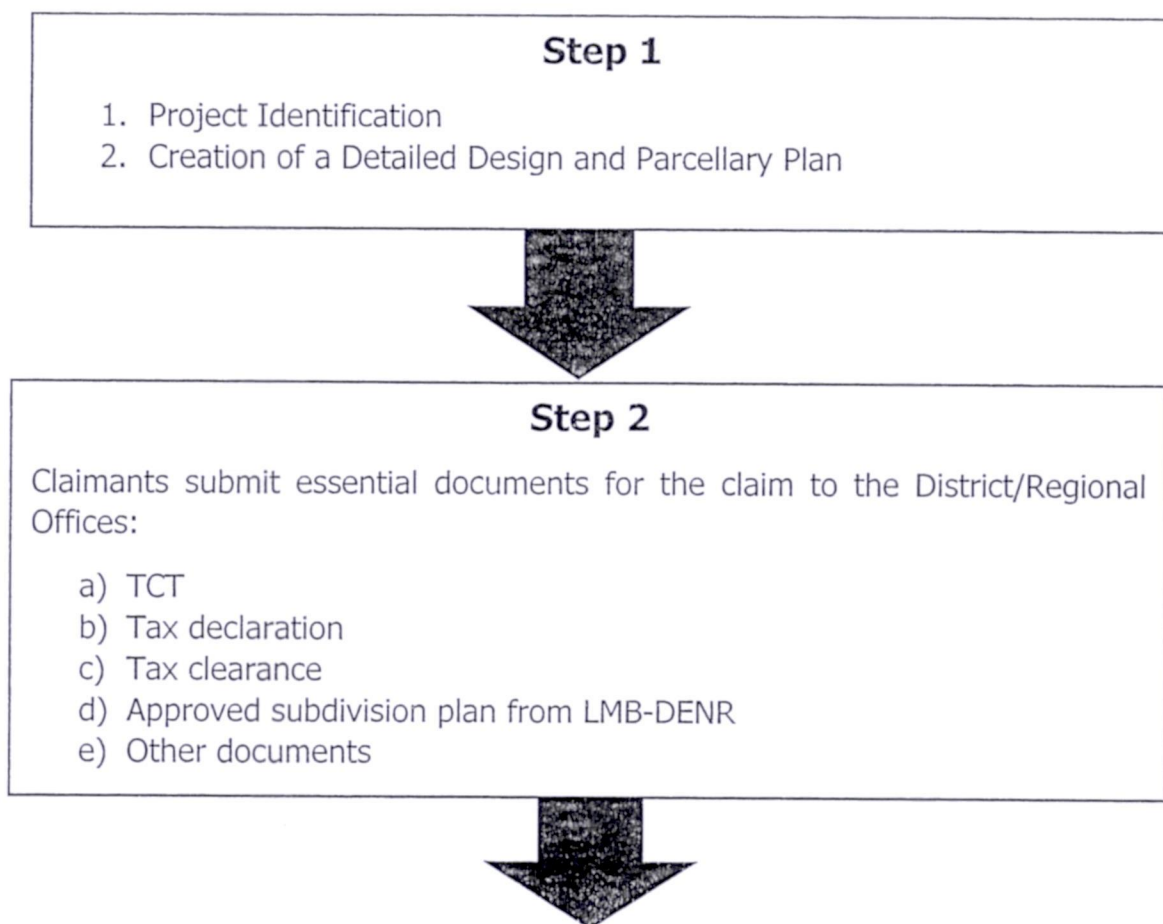 Step 1
1. Project Identification
2. Creation of a Detailed Design and Parcellary Plan
Step 2
Claimants submit essential documents for the claim to the District/Regional
Offices:
a) TCT
b) Tax declaration
c) Tax clearance
d) Approved subdivision plan from LMB-DENR
e) Other documents